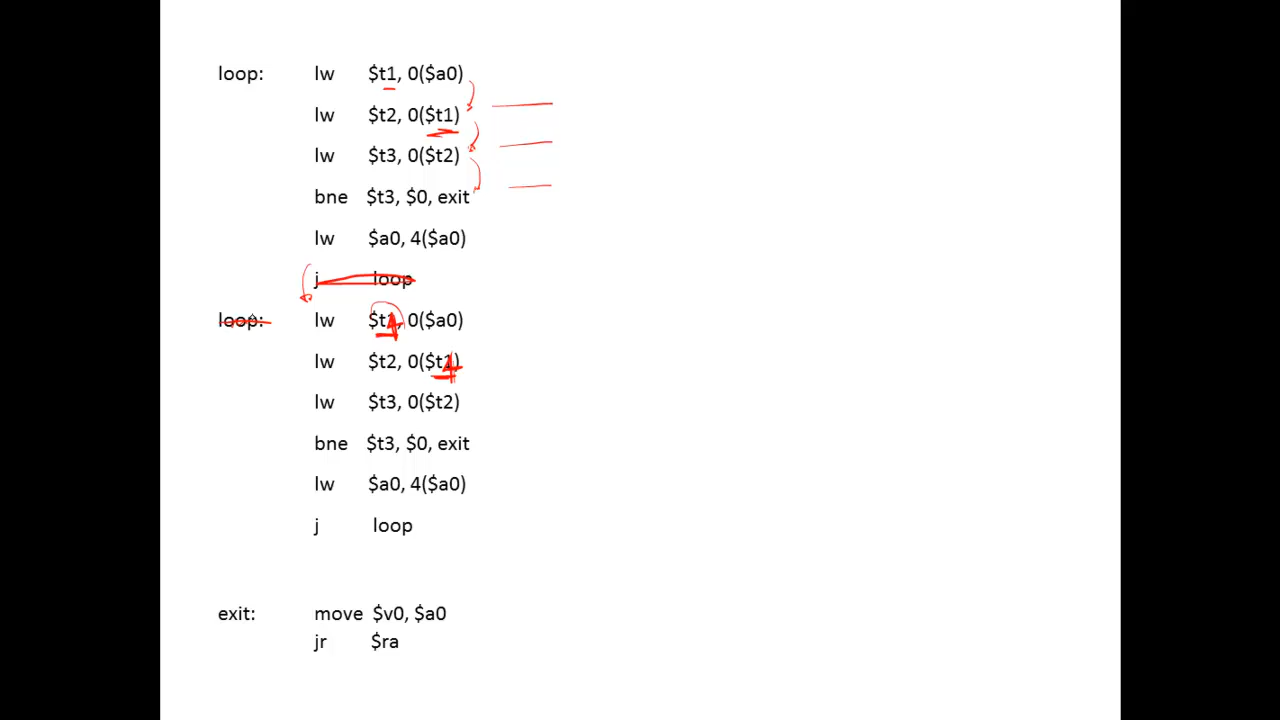 loop: lw $t1, 0($a0)
lw $t2, 0($t1)
lw $t3, 0($t2)
bne $t3, $0, exit
lw $a0, 4($a0)
j loop
loop: lw $t4, 0($a0)
lw $t2, 0($t4)
lw $t3, 0($t2)
bne $t3, $0, exit
lw $a0, 4($a0)
j loop
exit: move $v0, $a0
jr $ra